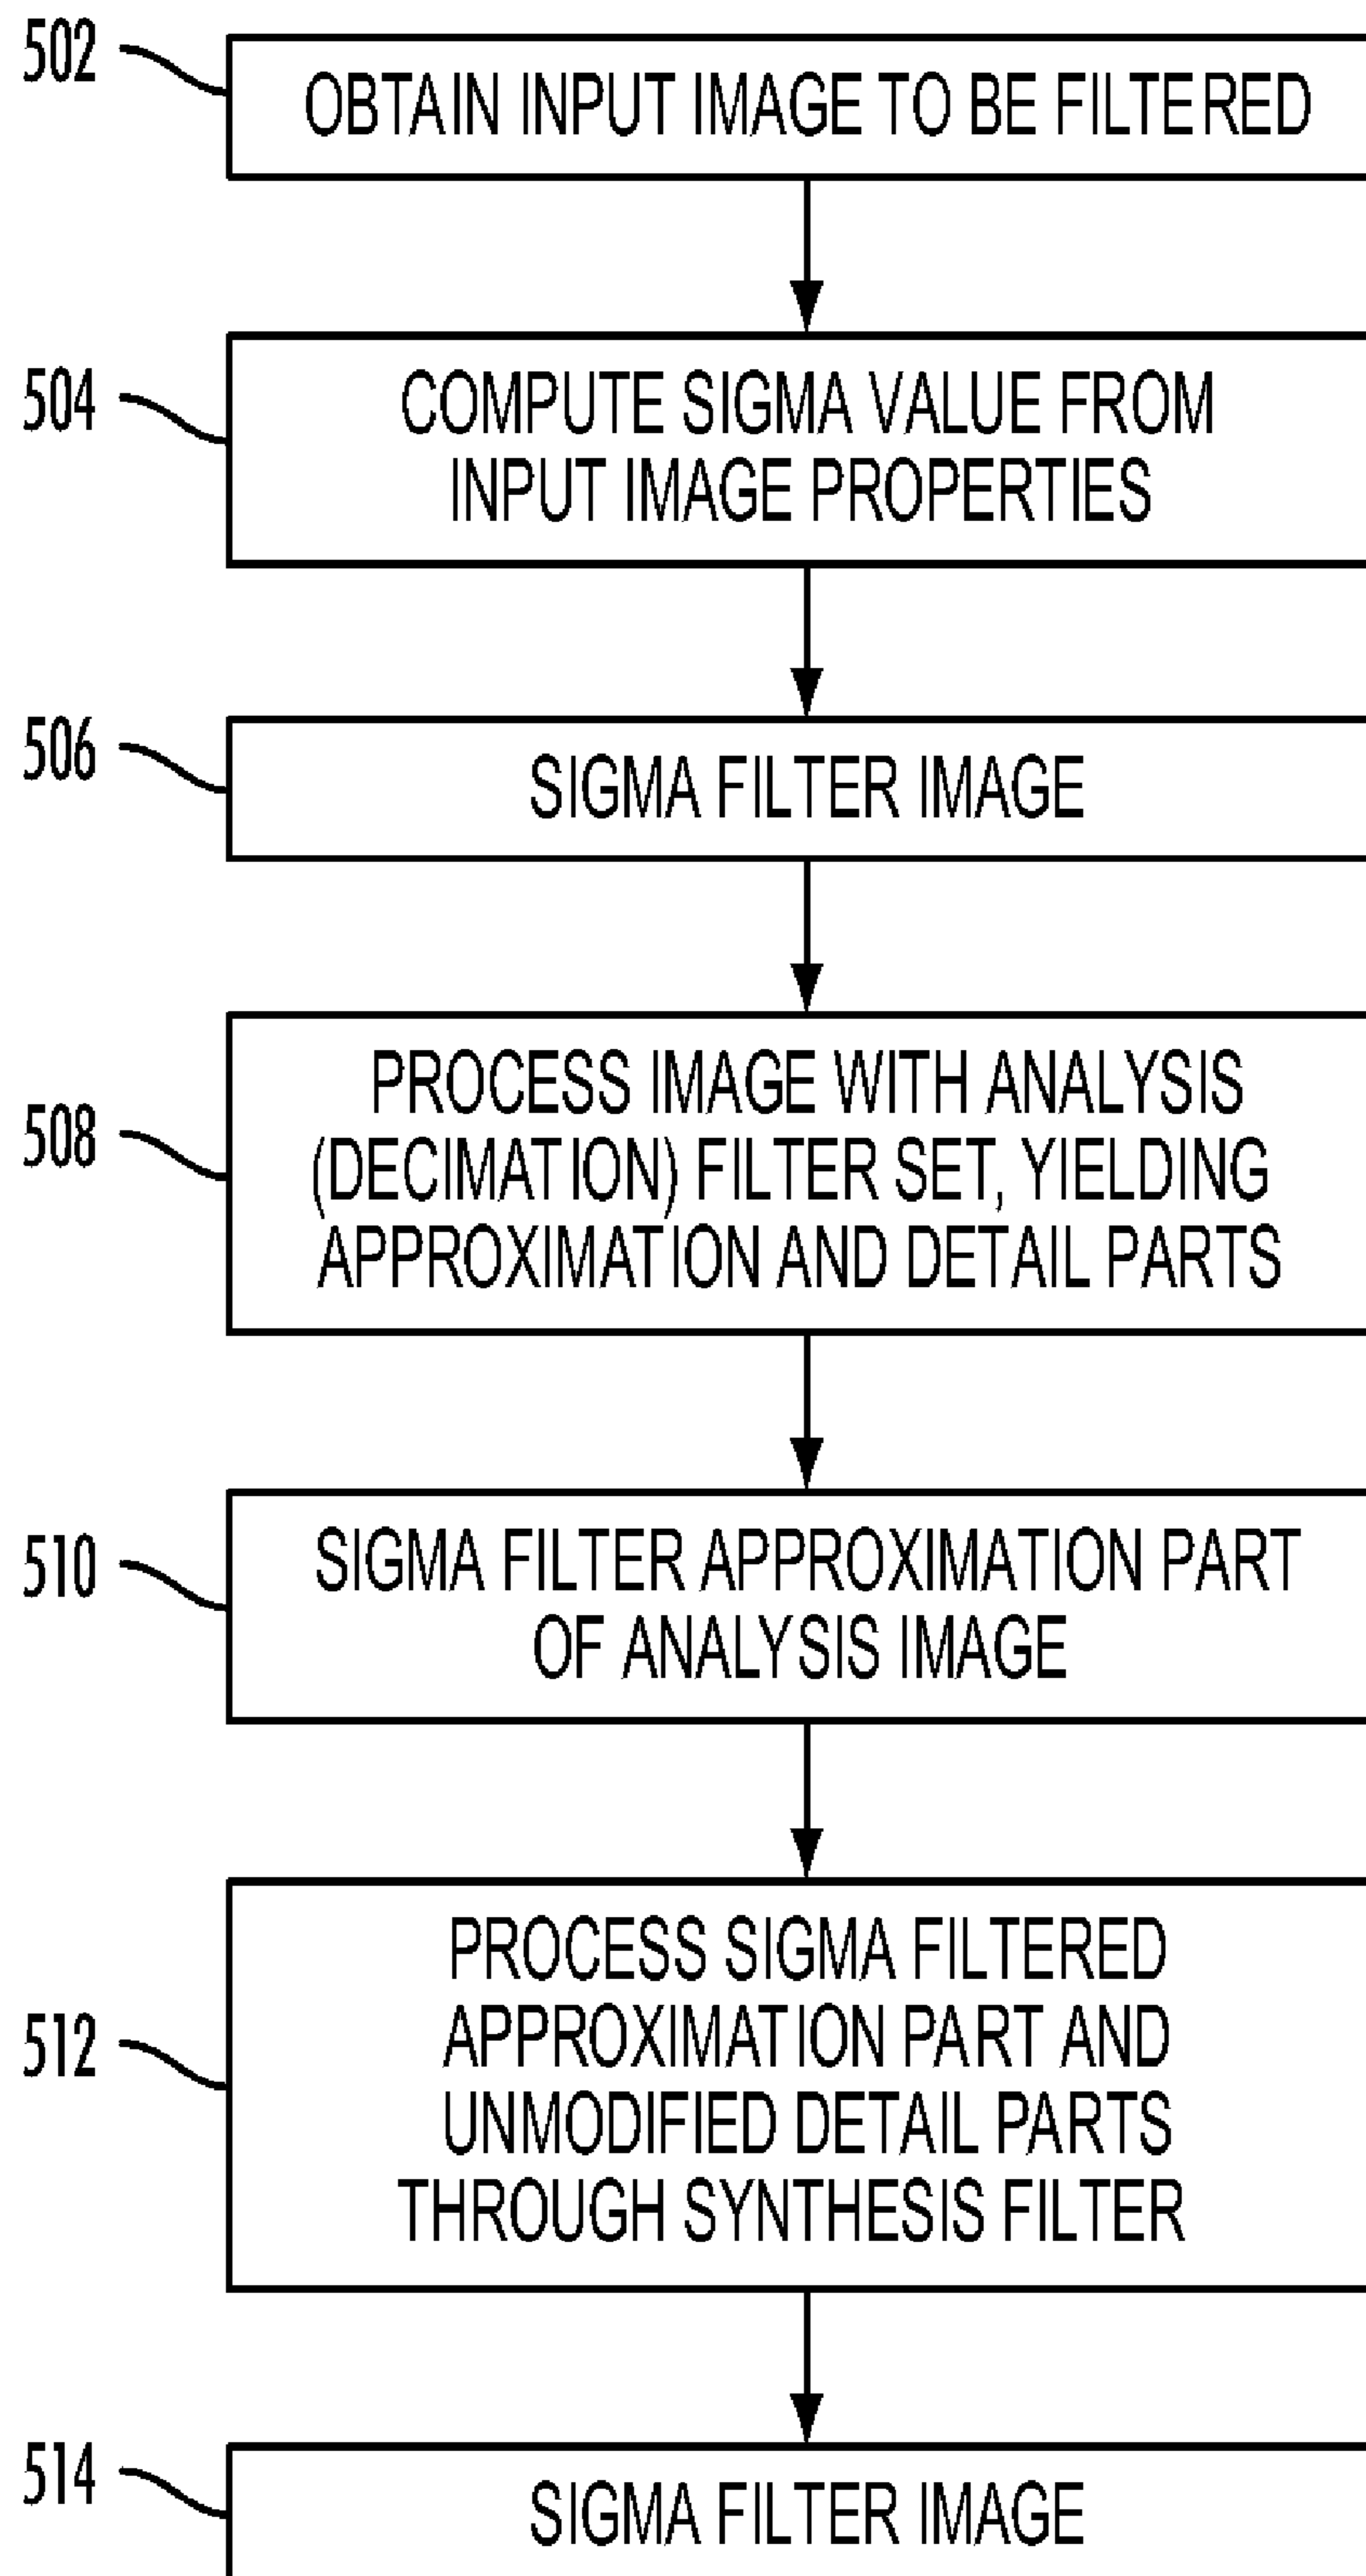 502
OBTAIN INPUT IMAGE TO BE FILTERED
504
COMPUTE SIGMA VALUE FROM
INPUT IMAGE PROPERTIES
506
SIGMA FILTER IMAGE
508
PROCESS IMAGE WITH ANALYSIS
(DECIMATION) FILTER SET, YIELDING
APPROXIMATION AND DETAIL PARTS
510
SIGMA FILTER APPROXIMATION PART
OF ANALYSIS IMAGE
512
PROCESS SIGMA FILTERED
APPROXIMATION PART AND
UNMODIFIED DETAIL PARTS
THROUGH SYNTHESIS FILTER
514
SIGMA FILTER IMAGE